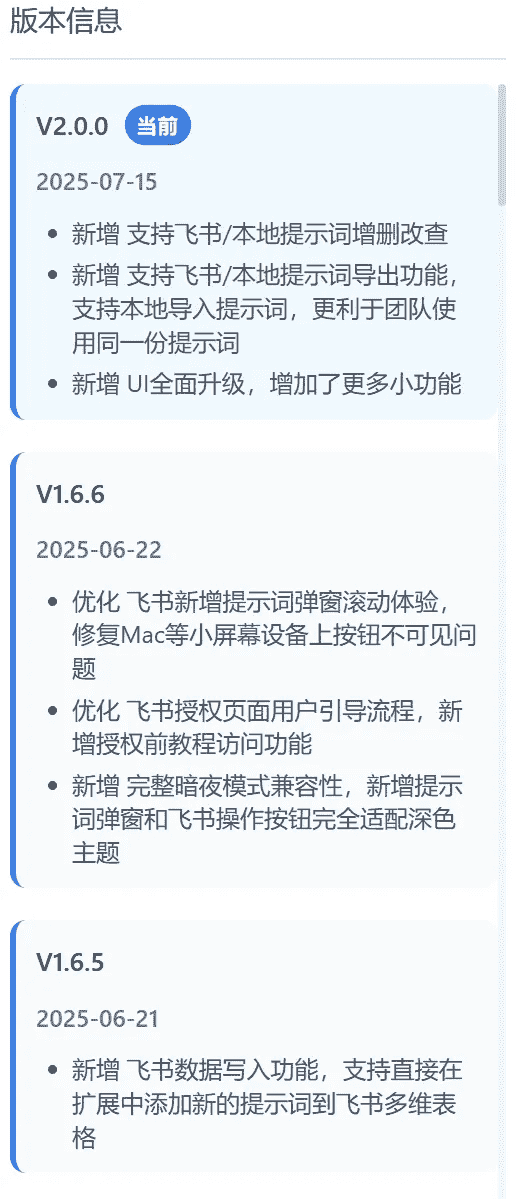 版本信息
V2.0.0 当前
2025-07-15
• 新增 支持飞书/本地提示词增删改查
• 新增 支持飞书/本地提示词导出功能，
支持本地导入提示词，更利于团队使
用同一份提示词
• 新增 UI全面升级，增加了更多小功能
V1.6.6
2025-06-22
• 优化 飞书新增提示词弹窗滚动体验，
修复Mac等小屏幕设备上按钮不可见问
题
• 优化 飞书授权页面用户引导流程，新
增授权前教程访问功能
• 新增 完整暗夜模式兼容性，新增提示
词弹窗和飞书操作按钮完全适配深色
主题
V1.6.5
2025-06-21
• 新增 飞书数据写入功能，支持直接在
扩展中添加新的提示词到飞书多维表
格